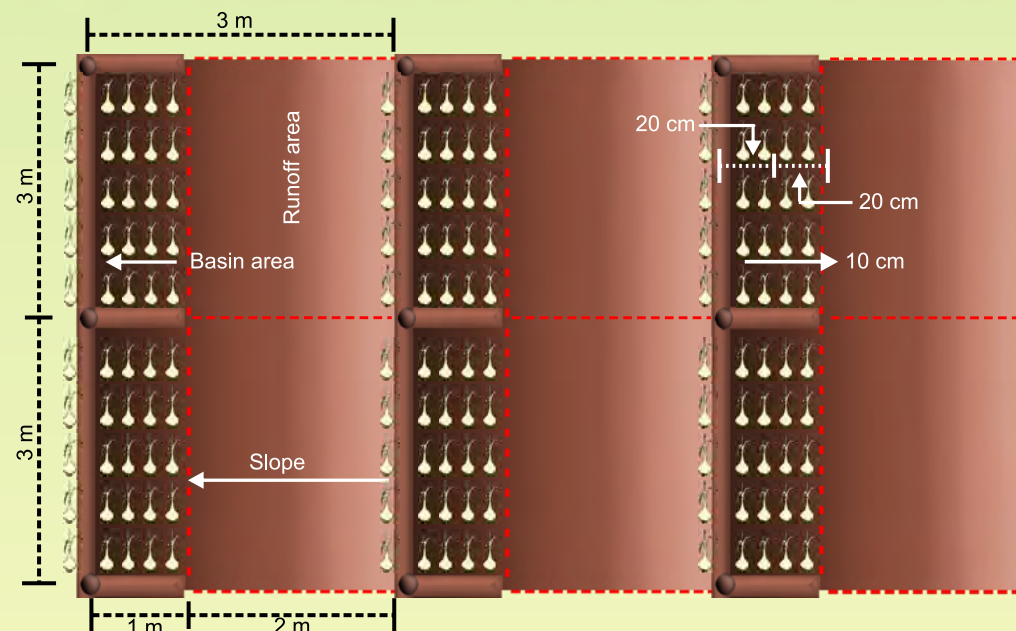 3 m
3 m
Runoff area
20 cm
20 cm
Basin area
10 cm
3 m
Slope
1 m
2 m